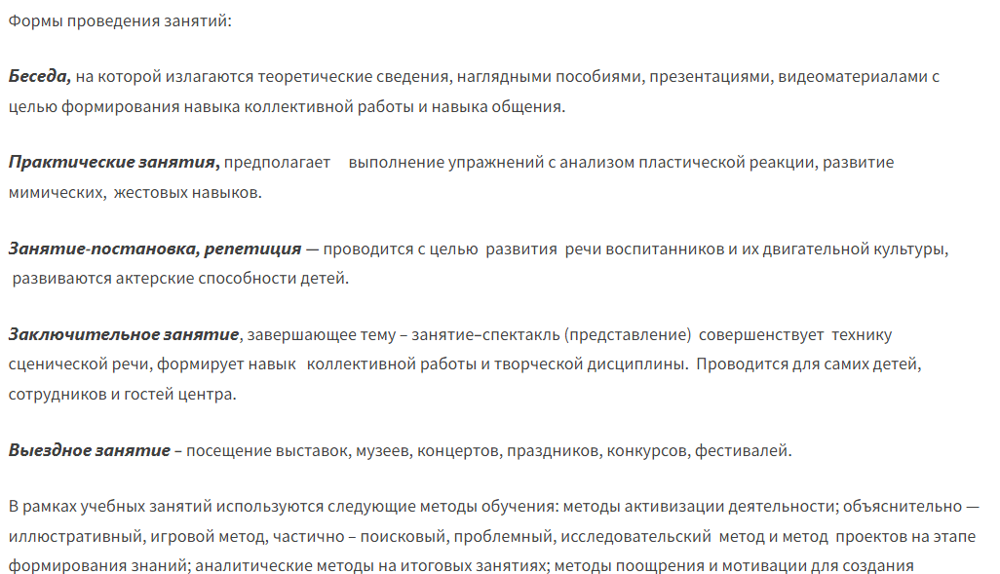 Формы проведения занятий:
Беседа, на которой излагаются теоретические сведения, наглядными пособиями, презентациями, видеоматериалами с
целью формирования навыка коллективной работы и навыка общения.
Практические занятия, предполагает выполнение упражнений с анализом пластической реакции, развитие
мимических, жестовых навыков.
Занятие-постановка, репетиция — проводится с целью развития речи воспитанников и их двигательной культуры,
развиваются актерские способности детей.
Заключительное занятие, завершающее тему – занятие–спектакль (представление) совершенствует технику
сценической речи, формирует навык коллективной работы и творческой дисциплины. Проводится для самих детей,
сотрудников и гостей центра.
Выездное занятие – посещение выставок, музеев, концертов, праздников, конкурсов, фестивалей.
В рамках учебных занятий используются следующие методы обучения: методы активизации деятельности; объяснительно —
иллюстративный, игровой метод, частично – поисковый, проблемный, исследовательский метод и метод проектов на этапе
формирования знаний; аналитические методы на итоговых занятиях; методы поощрения и мотивации для создания